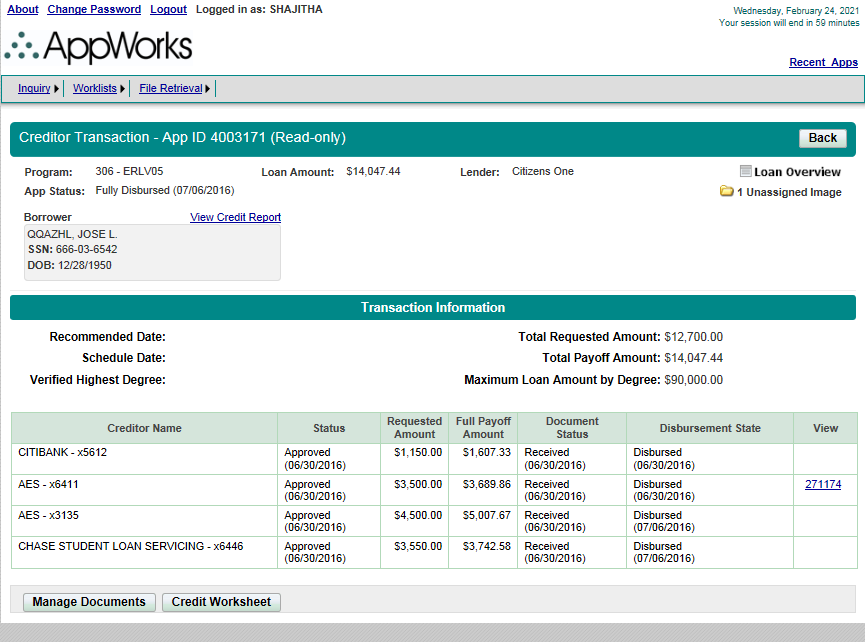 About Change Password Logout Logged in as: SHAJITHA
Wednesday, February 24, 2021
Your session will end in 59 minutes
AppWorks
Recent Apps
Inquiry Worklists File Retrieval
Creditor Transaction - App ID 4003171 (Read-only) Back
Program: 306 - ERLV05 Loan Amount: $14,047.44 Lender: Citizens One Loan Overview
App Status: Fully Disbursed (07/06/2016) 1 Unassigned Image
Borrower View Credit Report
QQAZHL, JOSE L.
SSN: 666-03-6542
DOB: 12/28/1950
Transaction Information
Recommended Date: Total Requested Amount: $12,700.00
Schedule Date: Total Payoff Amount: $14,047.44
Verified Highest Degree: Maximum Loan Amount by Degree: $90,000.00
Creditor Name Status Requested Amount Full Payoff Amount Document Status Disbursement State View
CITIBANK - x5612 Approved $1,150.00 $1,607.33 Received Disbursed
(06/30/2016) (06/30/2016) (06/30/2016)
AES - x6411 Approved $3,500.00 $3,689.86 Received Disbursed 271174
(06/30/2016) (06/30/2016) (06/30/2016)
AES - x3135 Approved $4,500.00 $5,007.67 Received Disbursed
(06/30/2016) (06/30/2016) (07/06/2016)
CHASE STUDENT LOAN SERVICING - x6446 Approved $3,550.00 $3,742.58 Received Disbursed
(06/30/2016) (06/30/2016) (07/06/2016)
Manage Documents Credit Worksheet